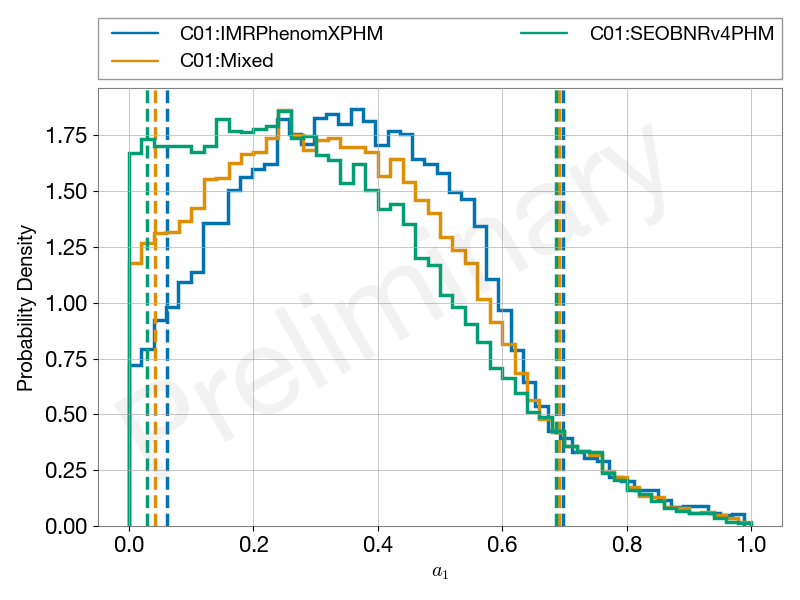 C01:IMRPhenomXPHM
C01:SEOBNRv4PHM
C01:Mixed
Preliminary
Probability Density
1.75
1.50
1.25
1.00
0.75
0.50
0.25
0.00
0.0 0.2 0.4 0.6 0.8 1.0
a₁